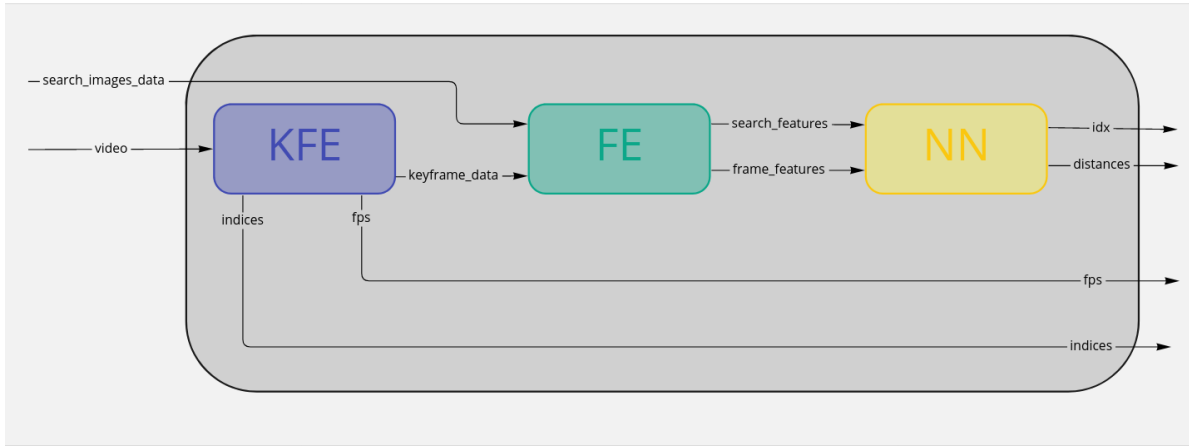 search_images_data
video
KFE
indices
fps
keyframe_data
FE
search_features
frame_features
NN
idx
distances
fps
indices